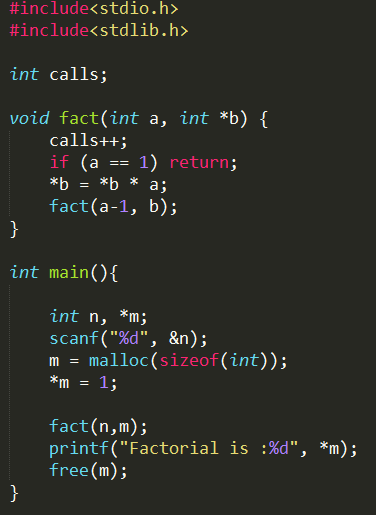 #include<stdio.h>
#include<stdlib.h>
int calls;
void fact(int a, int *b) {
calls++;
if (a == 1) return;
*b = *b * a;
fact(a-1, b);
}
int main(){
int n, *m;
scanf("%d", &n);
m = malloc(sizeof(int));
*m = 1;
fact(n,m);
printf("Factorial is :%d", *m);
free(m);
}